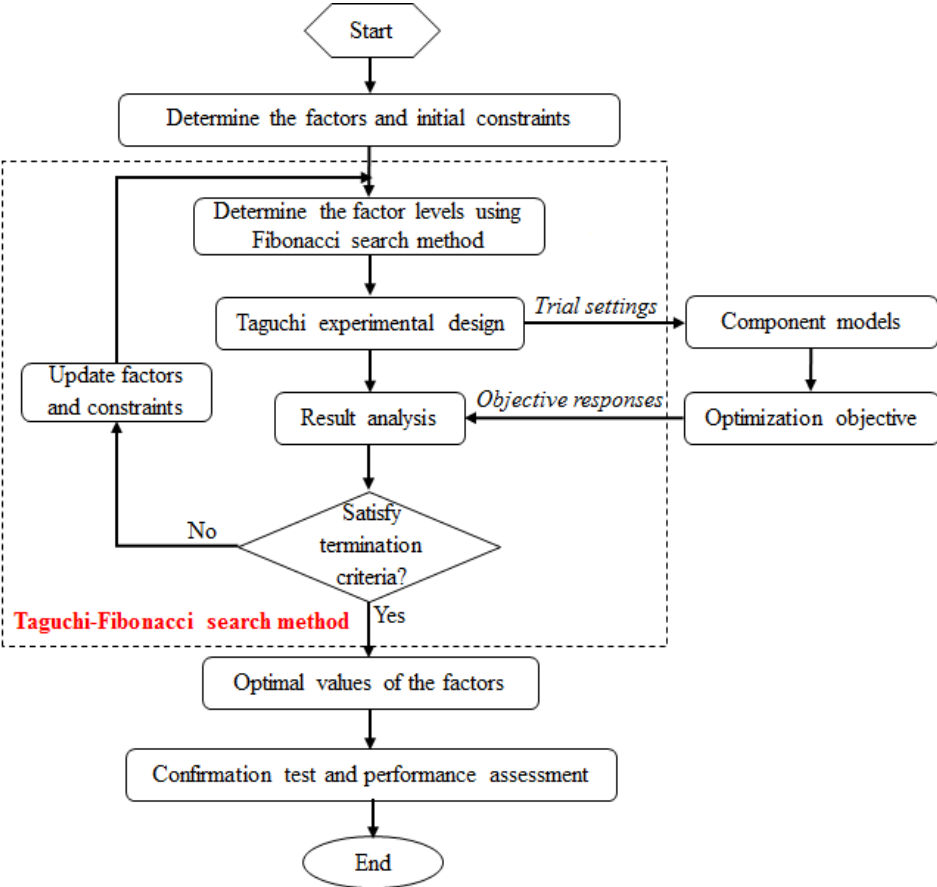 Start
Determine the factors and initial constraints
Determine the factor levels using
Fibonacci search method
Taguchi experimental design
Trial settings
Component models
Update factors
and constraints
Result analysis
Objective responses
Optimization objective
No
Satisfy
termination
criteria?
Taguchi-Fibonacci search method
Yes
Optimal values of the factors
Confirmation test and performance assessment
End